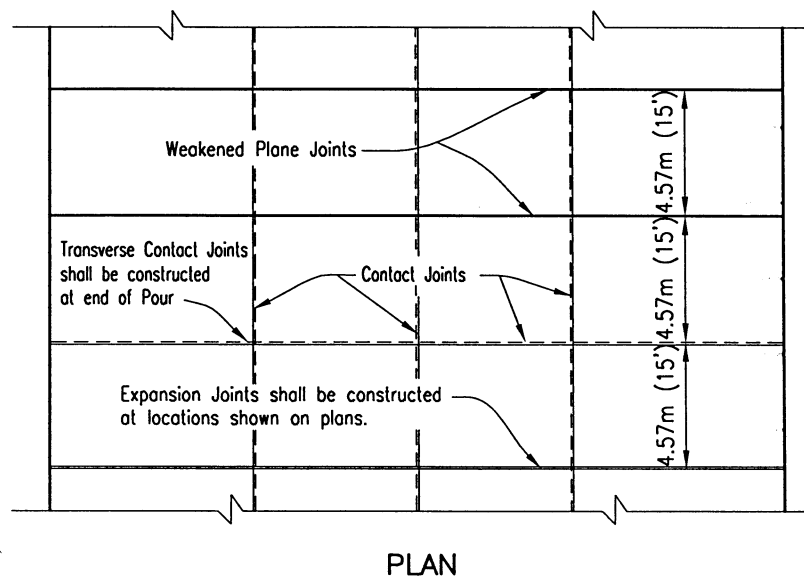 Weakened Plane Joints
4.57m (15')
Transverse Contact Joints
shall be constructed
at end of Pour
Contact Joints
4.57m (15')
Expansion Joints shall be constructed
at locations shown on plans.
4.57m (15')
PLAN